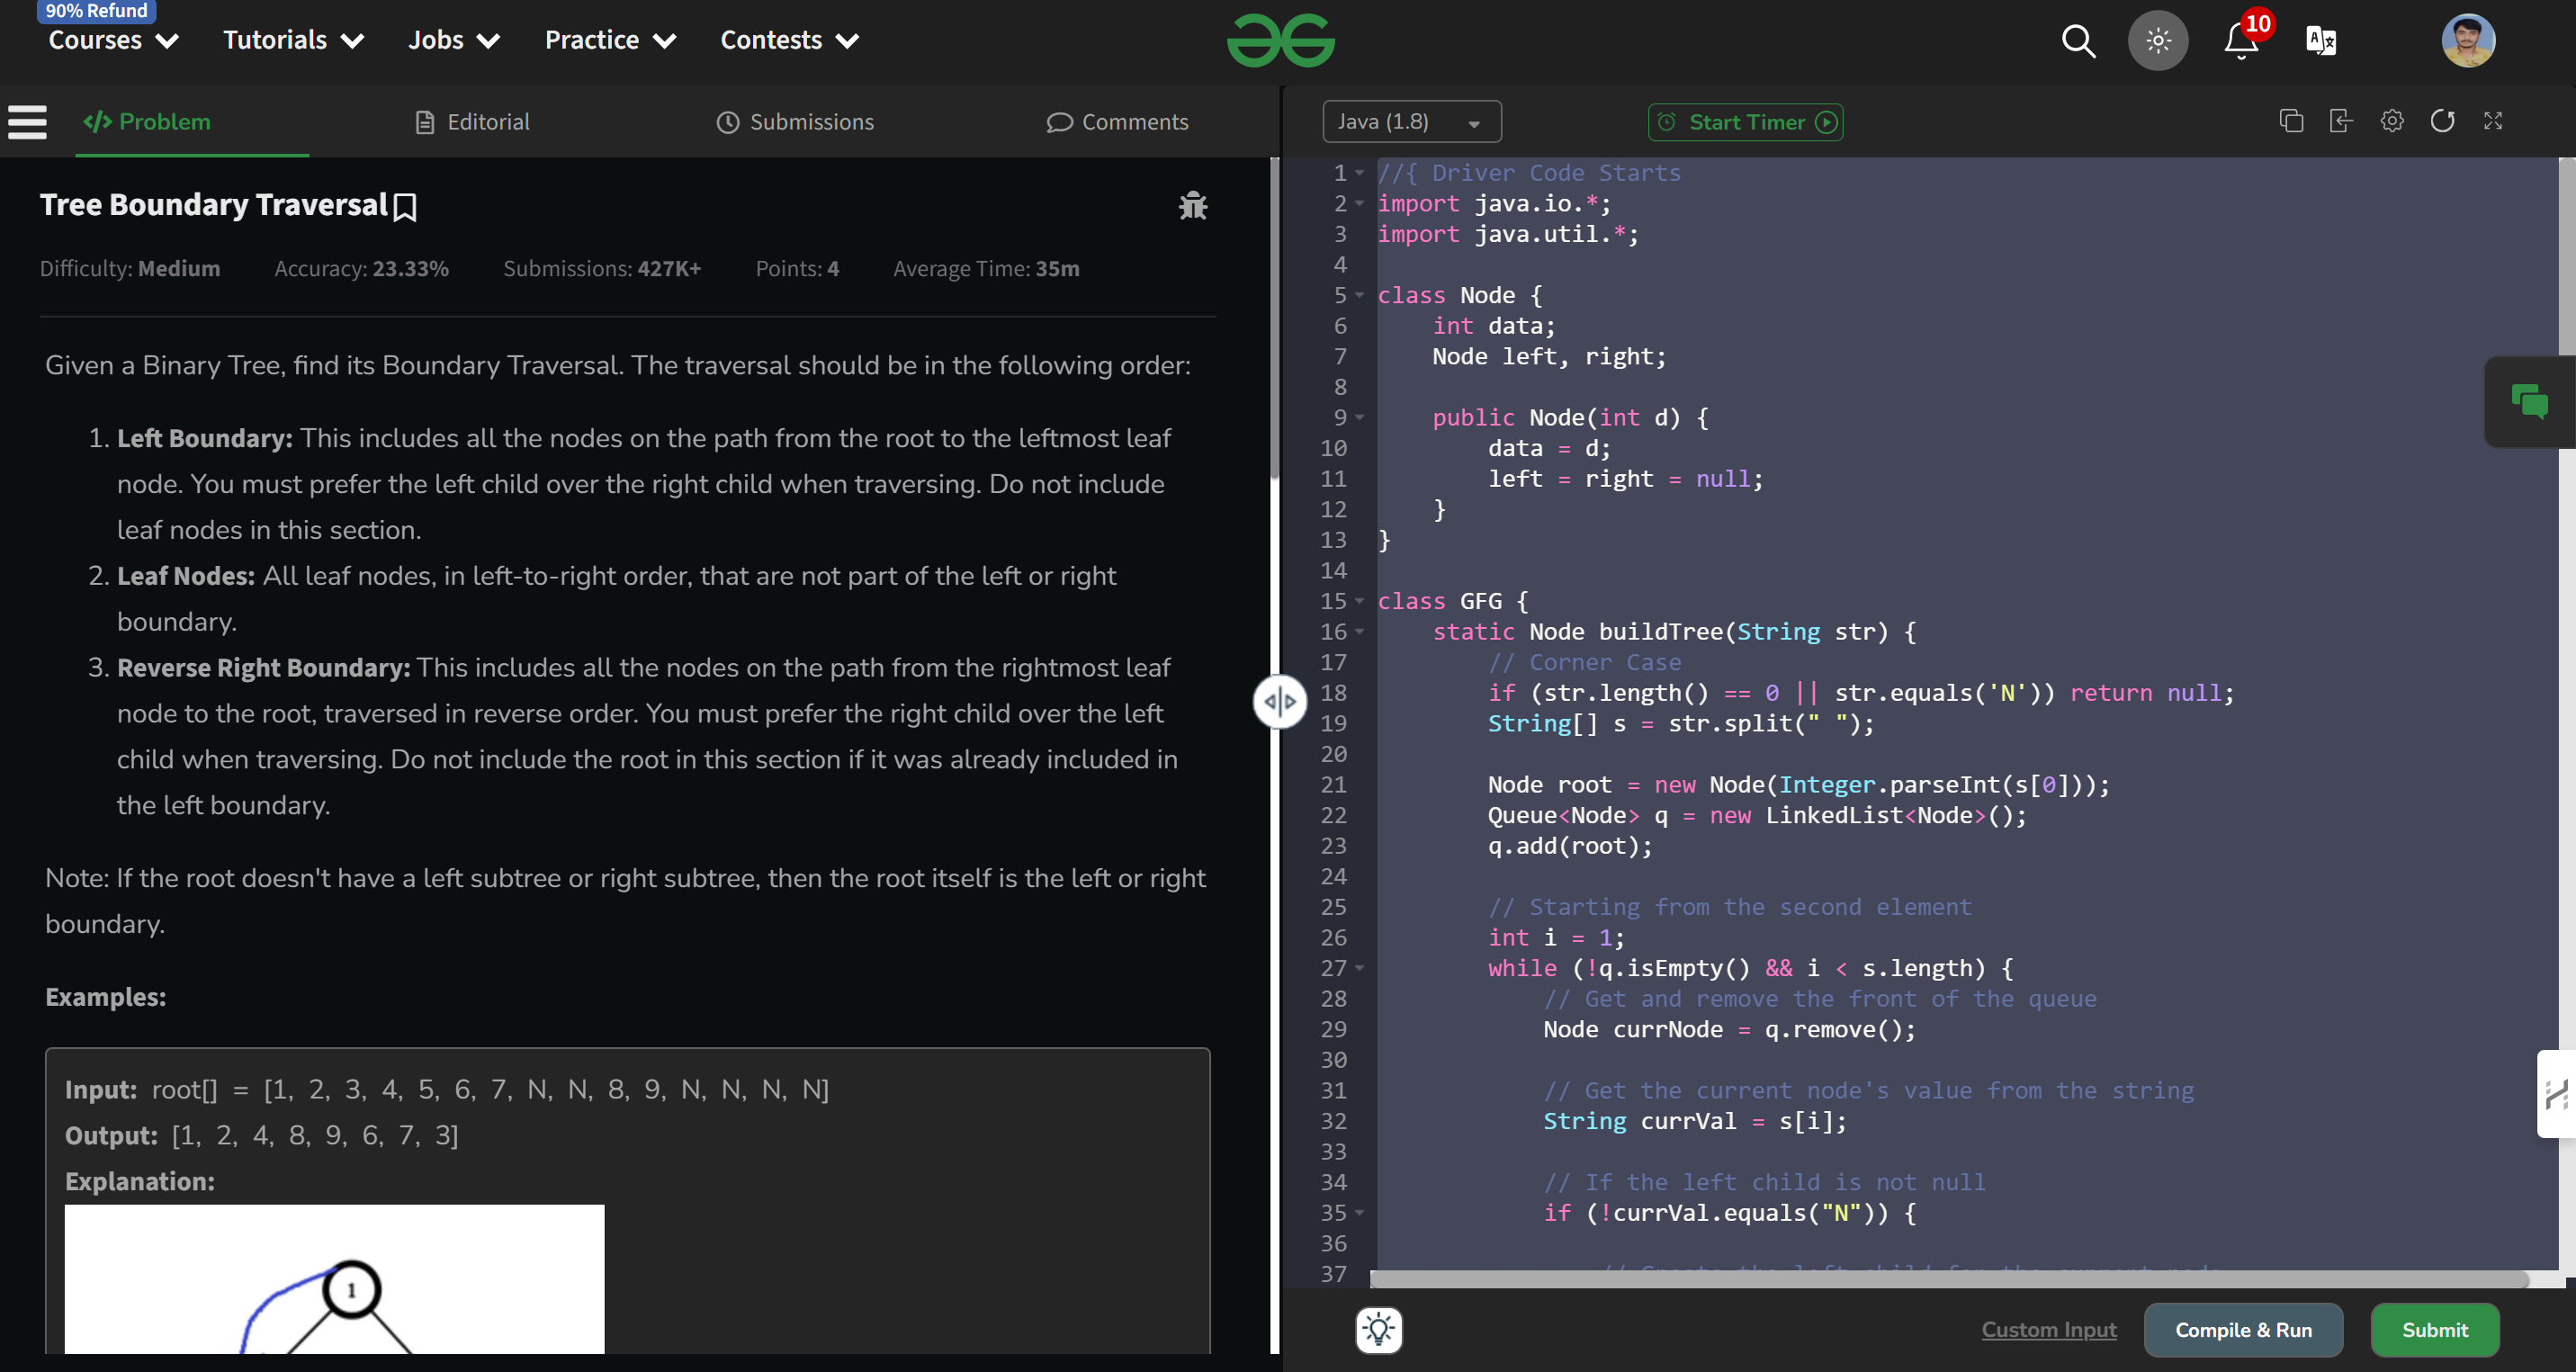 90% Refund
Courses Tutorials Jobs Practice Contests
10
Problem Editorial Submissions Comments
Tree Boundary Traversal
Difficulty: Medium Accuracy: 23.33% Submissions: 427K+ Points: 4 Average Time: 35m
Given a Binary Tree, find its Boundary Traversal. The traversal should be in the following order:
1. Left Boundary: This includes all the nodes on the path from the root to the leftmost leaf
node. You must prefer the left child over the right child when traversing. Do not include
leaf nodes in this section.
2. Leaf Nodes: All leaf nodes, in left-to-right order, that are not part of the left or right
boundary.
3. Reverse Right Boundary: This includes all the nodes on the path from the rightmost leaf
node to the root, traversed in reverse order. You must prefer the right child over the left
child when traversing. Do not include the root in this section if it was already included in
the left boundary.
Note: If the root doesn't have a left subtree or right subtree, then the root itself is the left or right
boundary.
Examples:
Input: root[] = [1, 2, 3, 4, 5, 6, 7, N, N, 8, 9, N, N, N, N]
Output: [1, 2, 4, 8, 9, 6, 7, 3]
Explanation:
1
Java (1.8) Start Timer
1 //{ Driver Code Starts
2 import java.io.*;
3 import java.util.*;
4
5 class Node {
6 int data;
7 Node left, right;
8
9 public Node(int d) {
10 data = d;
11 left = right = null;
12 }
13 }
14
15 class GFG {
16 static Node buildTree(String str) {
17 // Corner Case
18 if (str.length() == 0 || str.equals('N')) return null;
19 String[] s = str.split(" ");
20
21 Node root = new Node(Integer.parseInt(s[0]));
22 Queue<Node> q = new LinkedList<Node>();
23 q.add(root);
24
25 // Starting from the second element
26 int i = 1;
27 while (!q.isEmpty() && i < s.length) {
28 // Get and remove the front of the queue
29 Node currNode = q.remove();
30
31 // Get the current node's value from the string
32 String currVal = s[i];
33
34 // If the left child is not null
35 if (!currVal.equals("N")) {
36
37 // Create the left child for the current node
Custom Input Compile & Run Submit